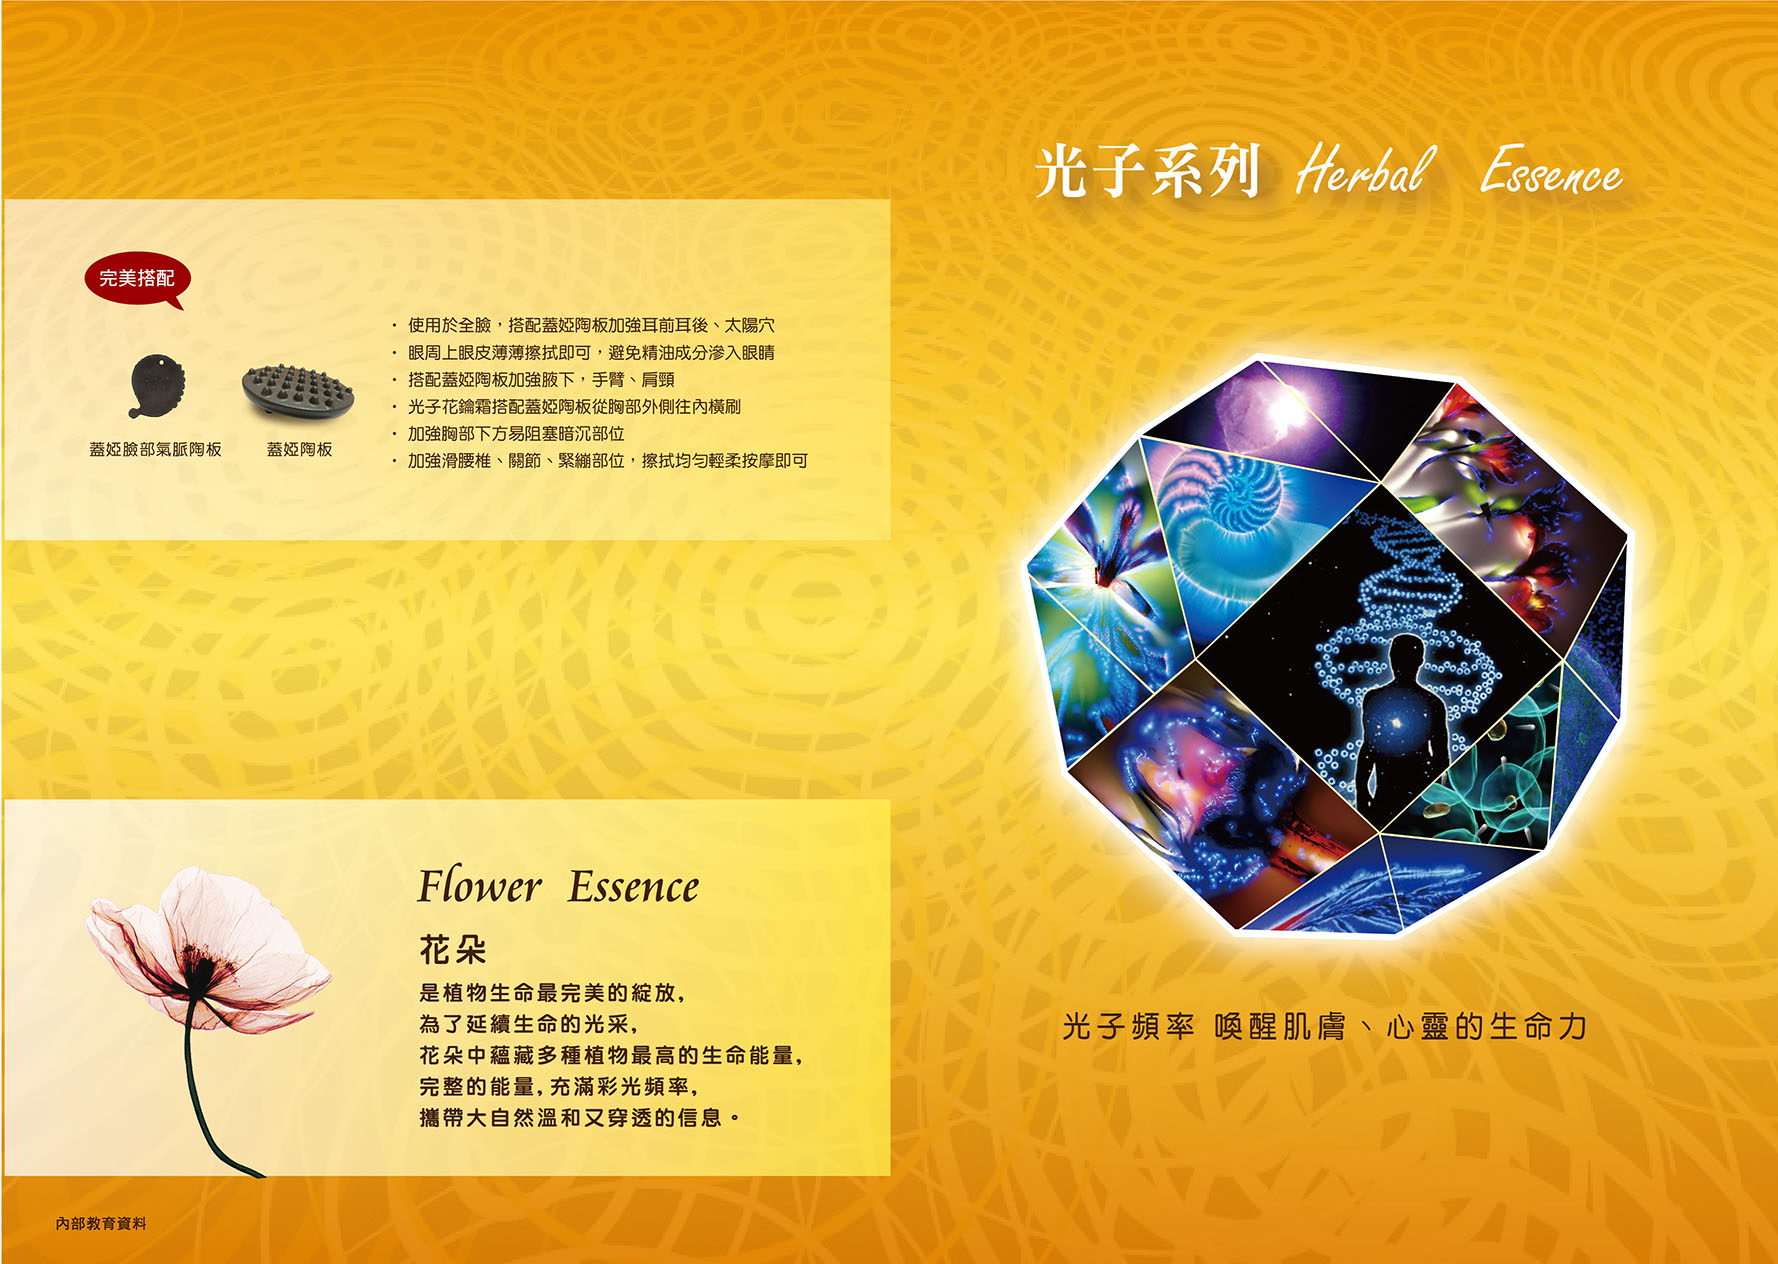 完美搭配
蓋婭臉部氣脈陶板
蓋婭陶板
・使用於全臉，搭配蓋婭陶板加強耳前耳後、太陽穴
・眼周上眼皮薄薄擦拭即可，避免精油成分滲入眼睛
・搭配蓋婭陶板加強腋下，手臂、肩頸
・光子花鑰霜搭配蓋婭陶板從胸部外側往內橫刷
・加強胸部下方易阻塞暗沉部位
・加強滑腰椎、關節、緊繃部位，擦拭均勻輕柔按摩即可
Flower Essence
花朵
是植物生命最完美的綻放,
為了延續生命的光采,
花朵中蘊藏多種植物最高的生命能量,
完整的能量,充滿彩光頻率,
攜帶大自然溫和又穿透的信息。
內部教育資料
光子系列 Herbal Essence
光子頻率 喚醒肌膚、心靈的生命力